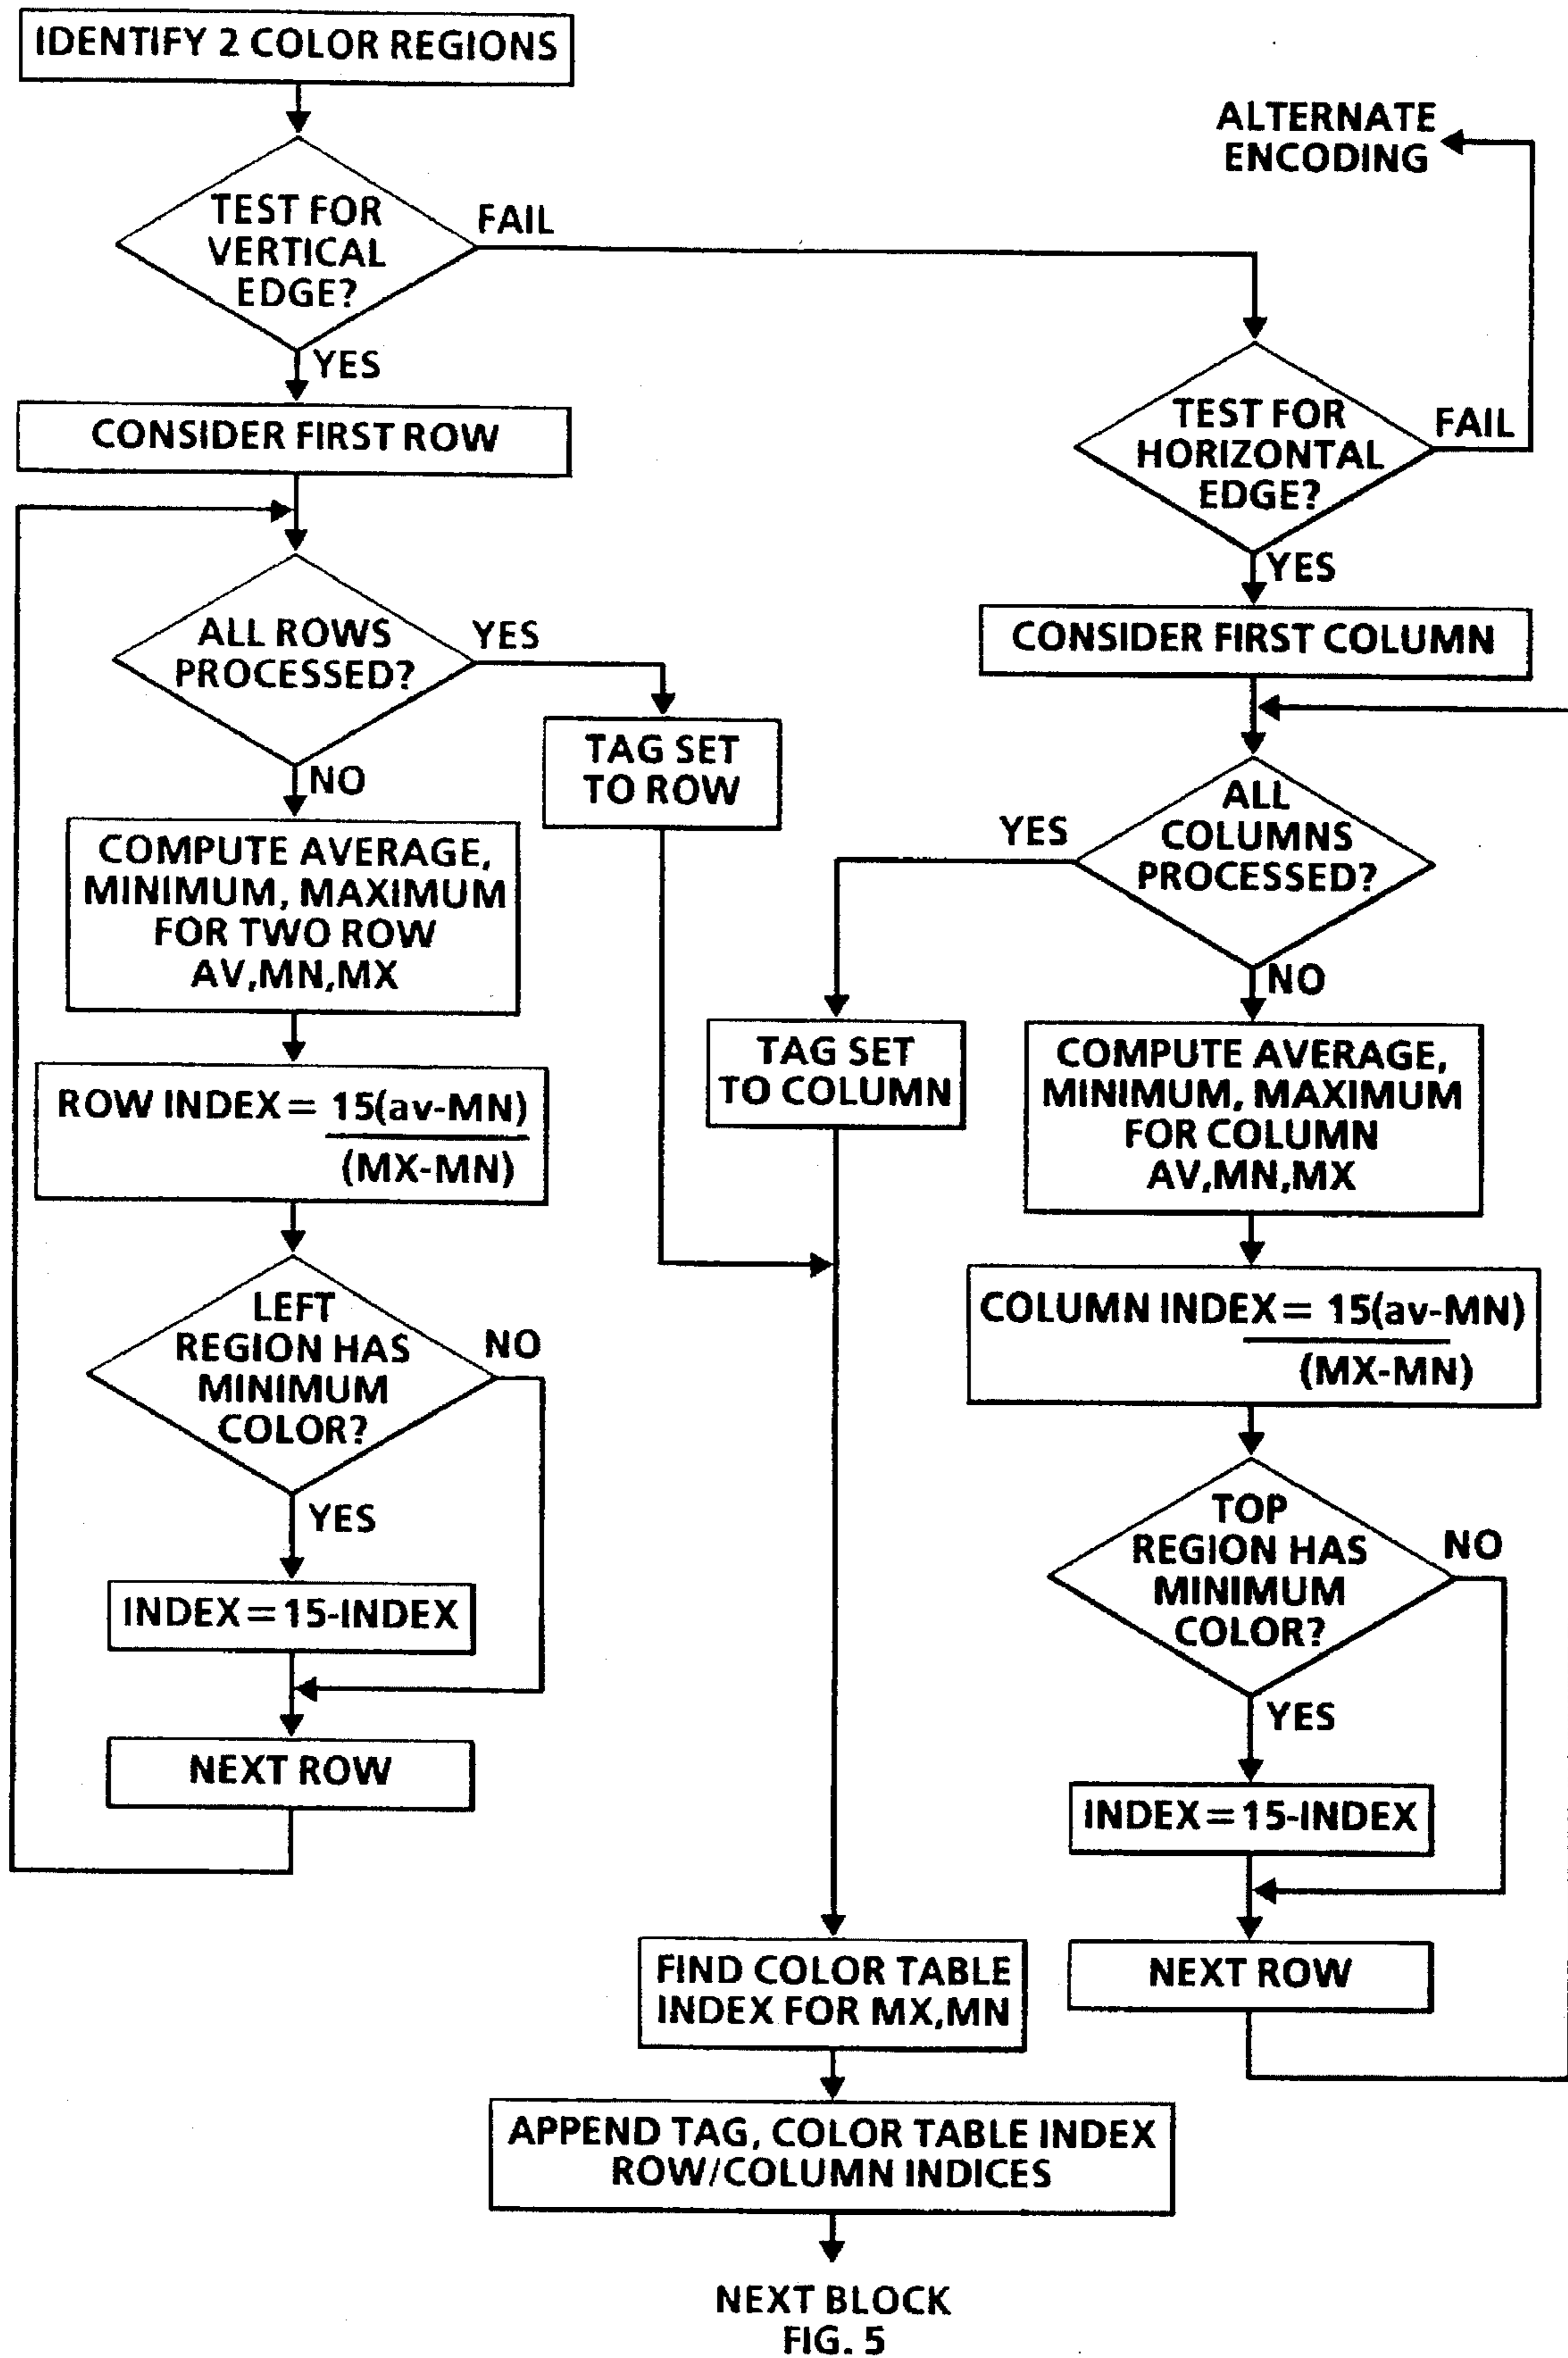 IDENTIFY 2 COLOR REGIONS
TEST FOR
VERTICAL
EDGE?
FAIL
YES
CONSIDER FIRST ROW
ALL ROWS
PROCESSED?
YES
NO
TAG SET
TO ROW
COMPUTE AVERAGE,
MINIMUM, MAXIMUM
FOR TWO ROW
AV,MN,MX
ROW INDEX = 15(av-MN)
(MX-MN)
LEFT
REGION HAS
MINIMUM
COLOR?
NO
YES
INDEX = 15-INDEX
NEXT ROW
ALTERNATE
ENCODING
TEST FOR
HORIZONTAL
EDGE?
FAIL
YES
CONSIDER FIRST COLUMN
ALL
COLUMNS
PROCESSED?
YES
NO
TAG SET
TO COLUMN
COMPUTE AVERAGE,
MINIMUM, MAXIMUM
FOR COLUMN
AV,MN,MX
COLUMN INDEX = 15(av-MN)
(MX-MN)
TOP
REGION HAS
MINIMUM
COLOR?
NO
YES
INDEX = 15-INDEX
NEXT ROW
FIND COLOR TABLE
INDEX FOR MX,MN
APPEND TAG, COLOR TABLE INDEX
ROW/COLUMN INDICES
NEXT BLOCK
FIG. 5